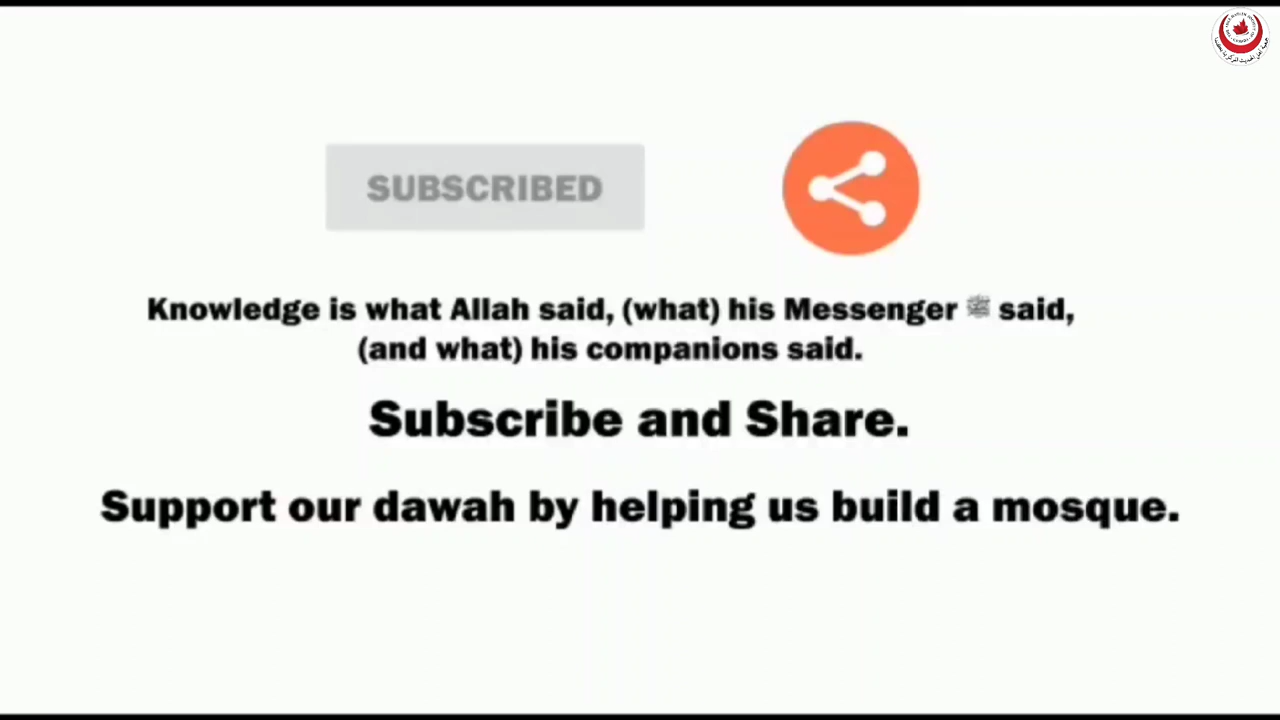 SUBSCRIBED
Knowledge is what Allah said, (what) his Messenger ﷺ said,
(and what) his companions said.
Subscribe and Share.
Support our dawah by helping us build a mosque.